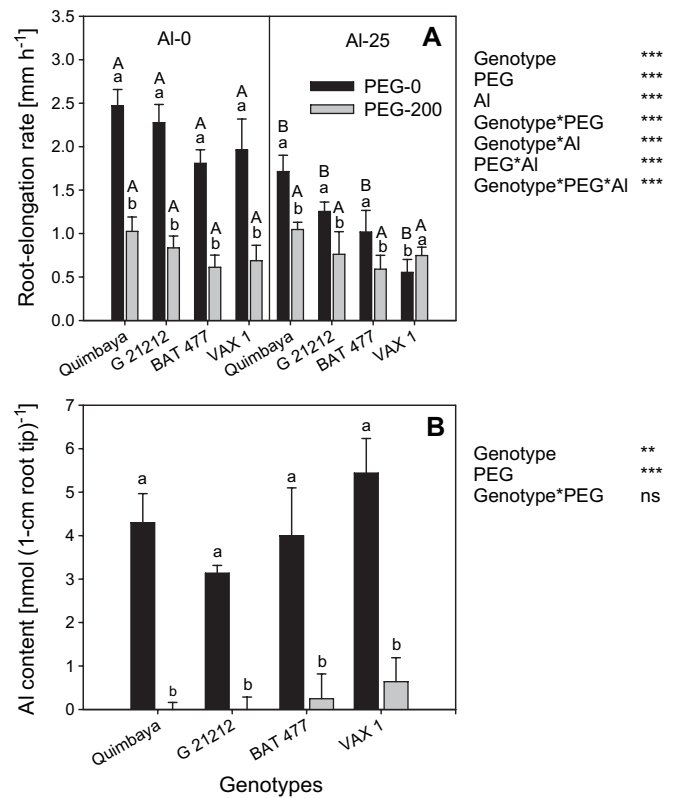 A
Al-0
Al-25
PEG-0
PEG-200
Root-elongation rate [mm h-1]
3.5
3.0
2.5
2.0
1.5
1.0
0.5
0.0
A
a
A
b
A
a
A
b
A
a
A
b
A
a
A
b
B
a
A
b
B
a
A
b
B
a
A
b
B
b
A
a
Quimbaya
G 21212
BAT 477
VAX 1
Quimbaya
G 21212
BAT 477
VAX 1
Genotype ***
PEG ***
Al ***
Genotype*PEG ***
Genotype*Al ***
PEG*Al ***
Genotype*PEG*Al ***
B
Al content [nmol (1-cm root tip)-1]
7
6
5
4
3
2
1
0
a
b
a
b
a
b
a
b
Quimbaya
G 21212
BAT 477
VAX 1
Genotypes
Genotype **
PEG ***
Genotype*PEG ns